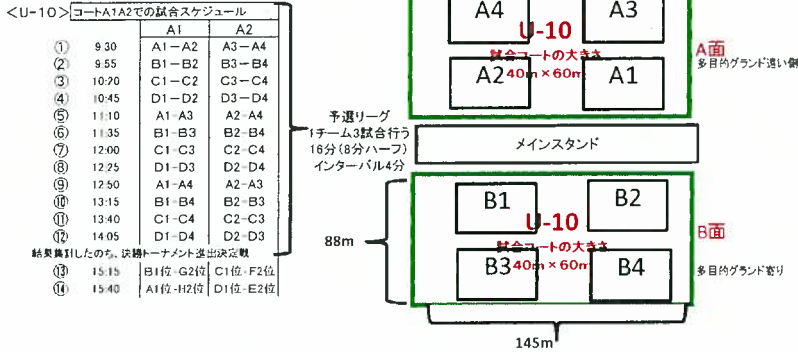 <U-10> コートA1A2での試合スケジュール
A1 A2
① 9:30 A1-A2 A3-A4
② 9:55 B1-B2 B3-B4
③ 10:20 C1-C2 C3-C4
④ 10:45 D1-D2 D3-D4
⑤ 11:10 A1-A3 A2-A4
⑥ 11:35 B1-B3 B2-B4
⑦ 12:00 C1-C3 C2-C4
⑧ 12:25 D1-D3 D2-D4
⑨ 12:50 A1-A4 A2-A3
⑩ 13:15 B1-B4 B2-B3
⑪ 13:40 C1-C4 C2-C3
⑫ 14:05 D1-D4 D2-D3
結果集計したのち、決勝トーナメント進出決定戦
⑬ 15:15 B1位-G2位 C1位-F2位
⑭ 15:40 A1位-H2位 D1位-E2位
予選リーグ
1チーム3試合行う
16分(8分ハーフ)
インターバル4分
A4 A3
U-10
試合コートの大きさ
40m×60m
A2 A1
A面
多目的グランド遠い側
メインスタンド
B1 B2
U-10
試合コートの大きさ
40m×60m
B3 B4
B面
多目的グランド寄り
88m
145m